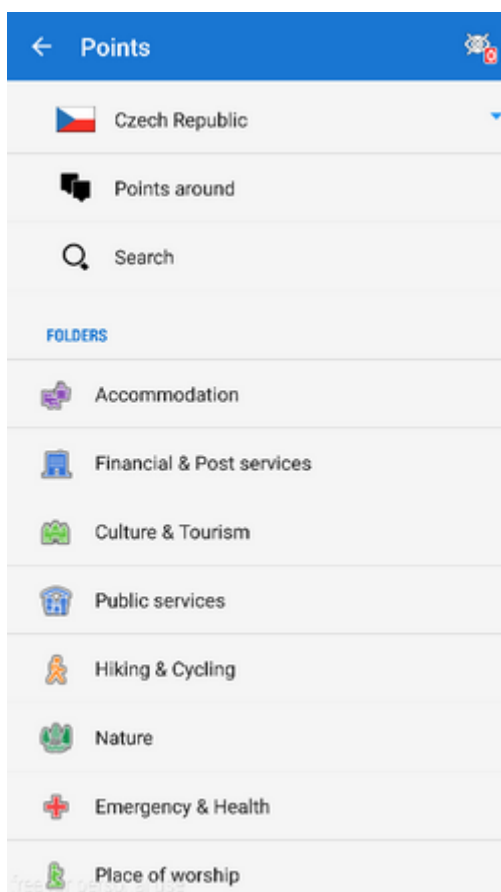 Points
Czech Republic
Points around
Search
FOLDERS
Accommodation
Financial & Post services
Culture & Tourism
Public services
Hiking & Cycling
Nature
Emergency & Health
Place of worship